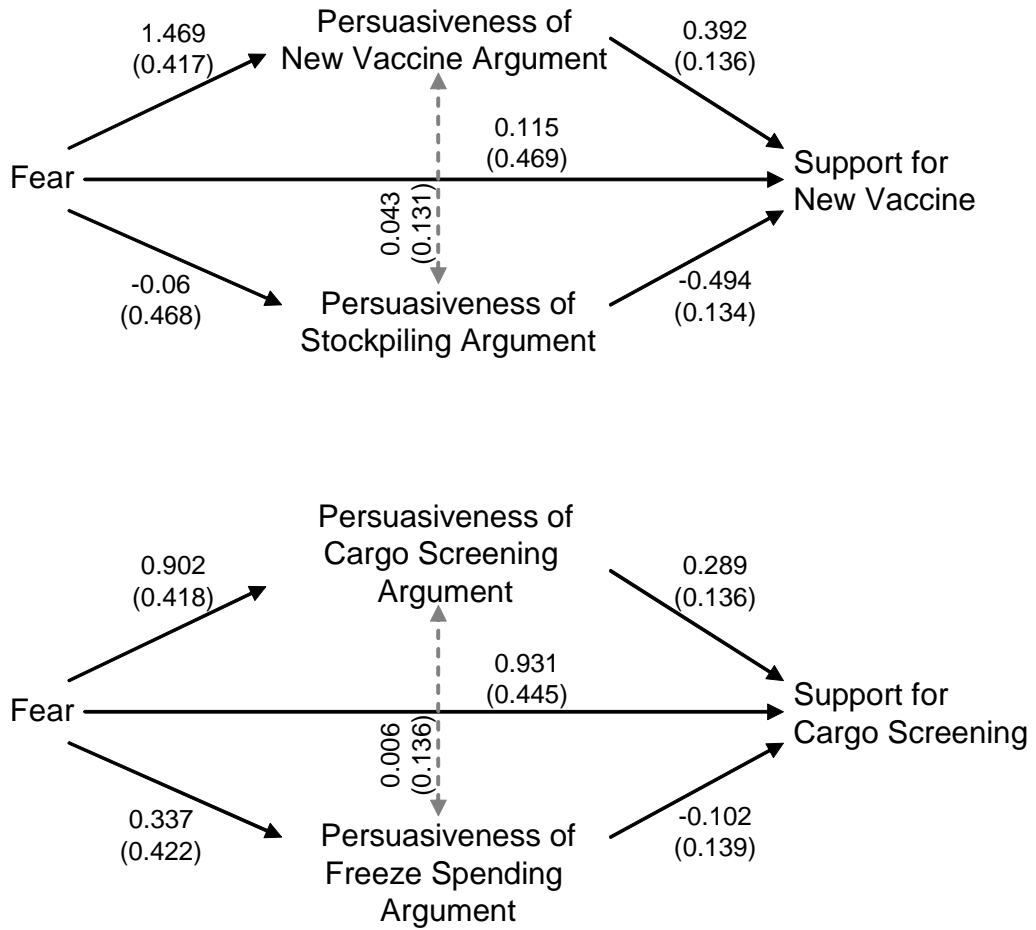 Persuasiveness of
New Vaccine Argument
1.469
(0.417)
0.392
(0.136)
0.115
(0.469)
Fear
Support for
New Vaccine
0.043
(0.131)
-0.06
(0.468)
-0.494
(0.134)
Persuasiveness of
Stockpiling Argument
Persuasiveness of
Cargo Screening
Argument
0.902
(0.418)
0.289
(0.136)
0.931
(0.445)
Fear
Support for
Cargo Screening
0.006
(0.136)
0.337
(0.422)
-0.102
(0.139)
Persuasiveness of
Freeze Spending
Argument